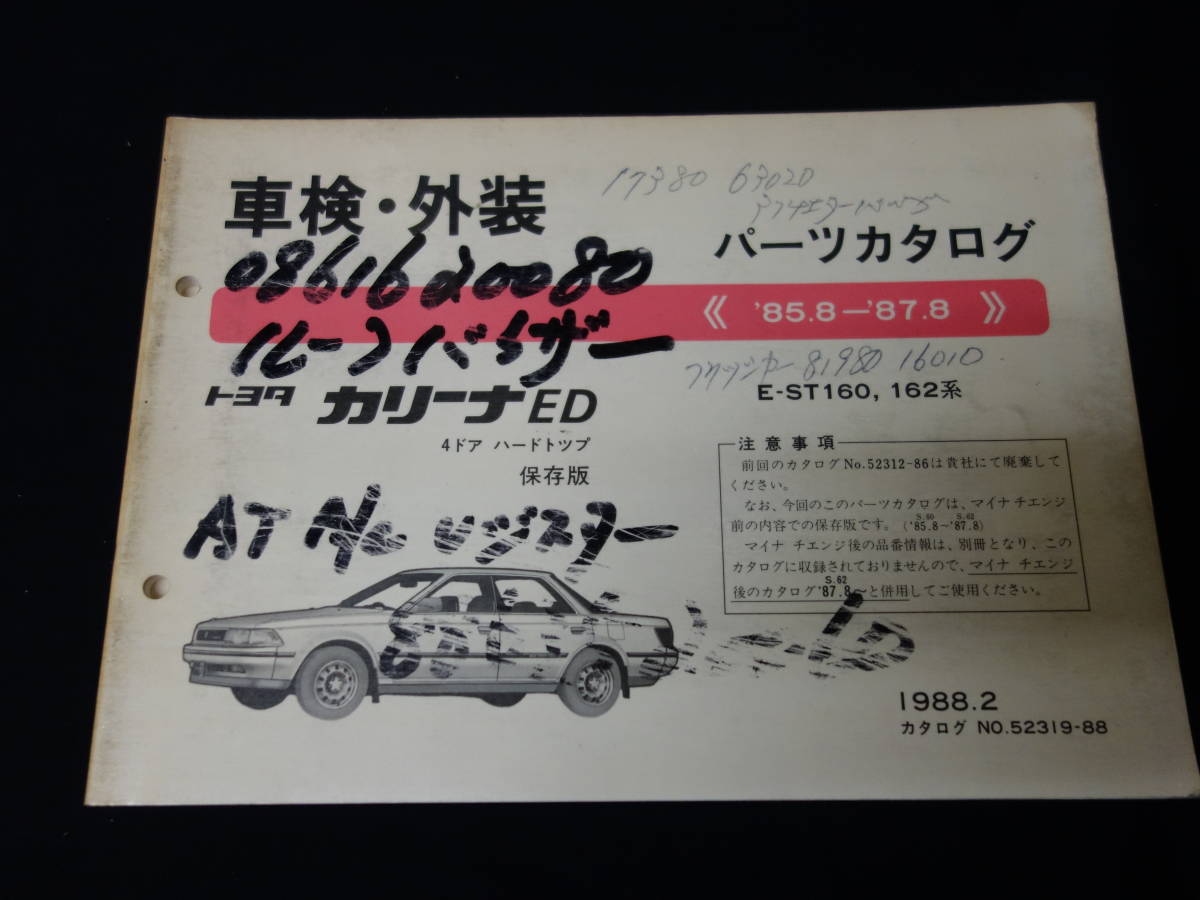 車検・外装
17380 63020
パーツカタログ
08616 20080
《 '85.8—'87.8 》
ルーフバイザー
フラッシャー 81980 16010
トヨタ カリーナED
E-ST160, 162系
4ドア ハードトップ
保存版
注意事項
前回のカタログNo.52312-86は貴社にて廃棄して
ください。
なお、今回のこのパーツカタログは、マイナ チエンジ
前の内容での保存版です。(S.60 '85.8〜S.62 '87.8)
マイナ チエンジ後の品番情報は、別冊となり、この
カタログに収録されておりませんので、マイナ チエンジ
後のカタログS.62 '87.8〜と併用してご使用ください。
AT レジスター
1988.2
カタログ NO.52319-88